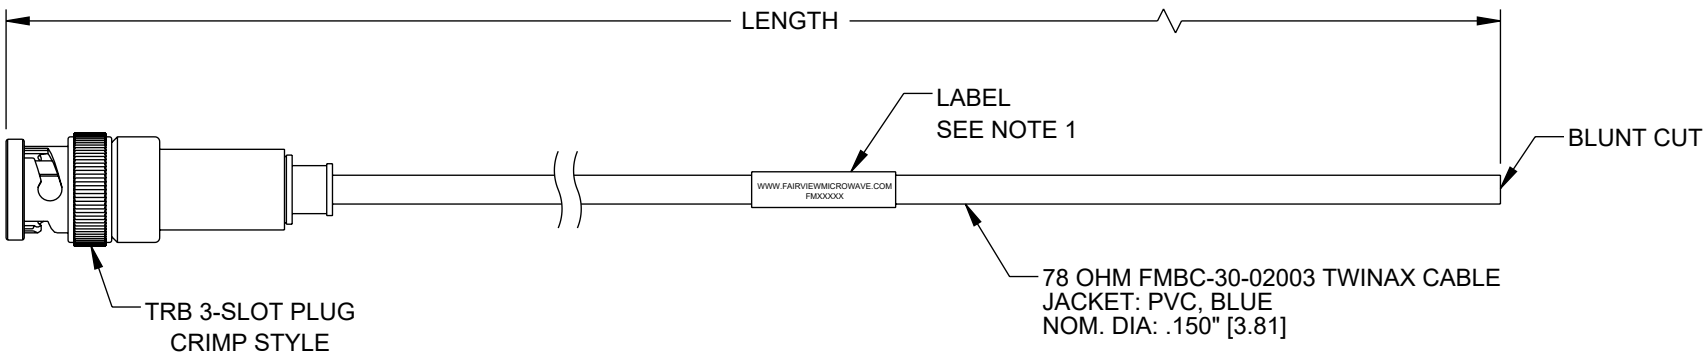 LENGTH
LABEL
SEE NOTE 1
BLUNT CUT
WWW.FAIRVIEWMICROWAVE.COM
FMXXXXX
78 OHM FMBC-30-02003 TWINAX CABLE
JACKET: PVC, BLUE
NOM. DIA: .150" [3.81]
TRB 3-SLOT PLUG
CRIMP STYLE